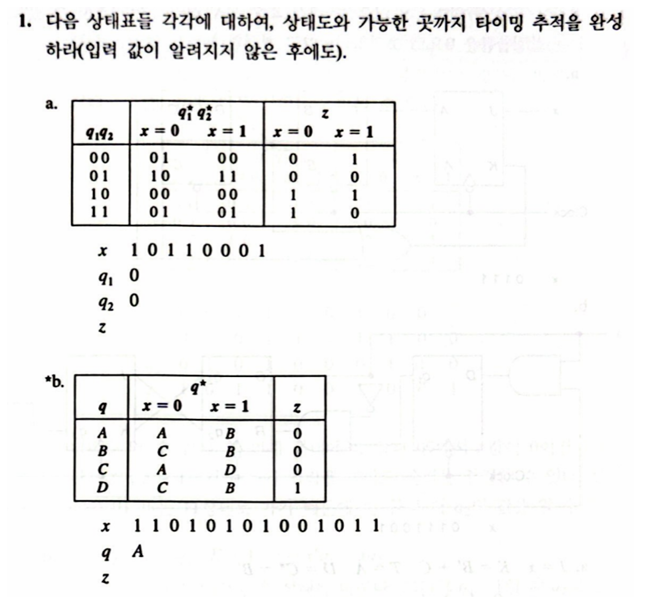 1. 다음 상태표들 각각에 대하여, 상태도와 가능한 곳까지 타이밍 추적을 완성
하라(입력 값이 알려지지 않은 후에도).
a.
q₁* q₂* z
q₁q₂ x = 0 x = 1 x = 0 x = 1
00 01 00 0 1
01 10 11 0 0
10 00 00 1 1
11 01 01 1 0
x 1 0 1 1 0 0 0 1
q₁ 0
q₂ 0
z
*b.
q*
q x = 0 x = 1 z
A A B 0
B C B 0
C A D 0
D C B 1
x 1 1 0 1 0 1 0 1 0 0 1 0 1 1
q A
z